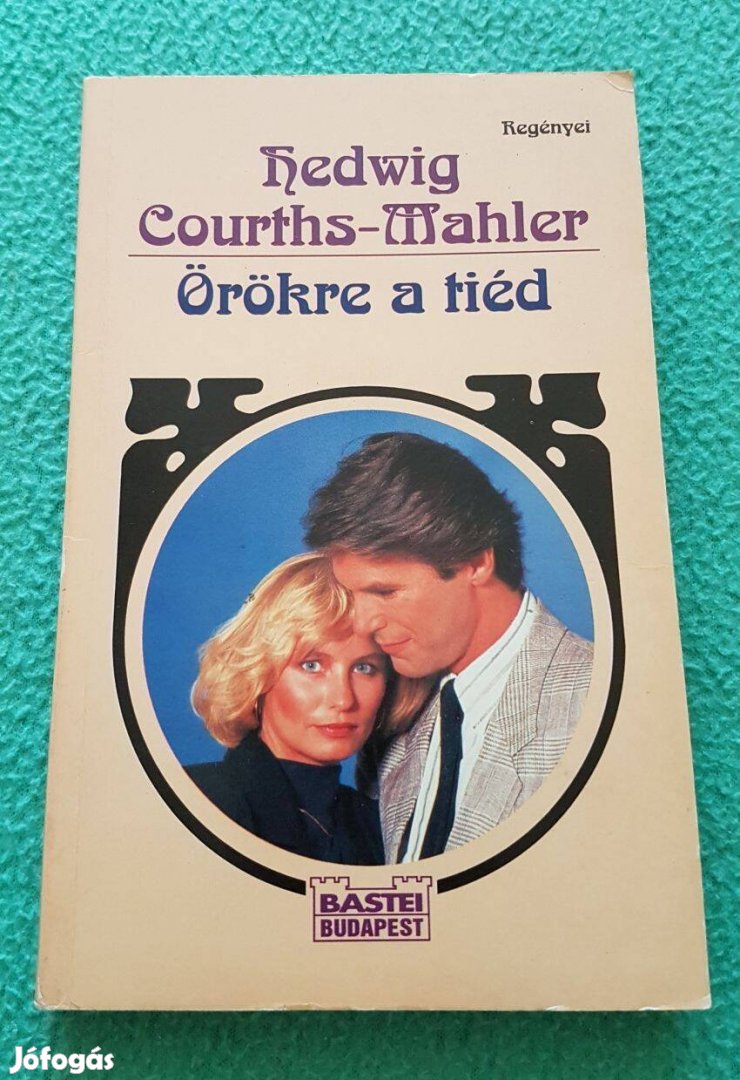 Regényei
Hedwig
Courths-Mahler
Örökre a tiéd
BASTEI
BUDAPEST
Jófogás